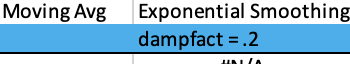 Moving Avg Exponential Smoothing
dampfact = .2
#N/A